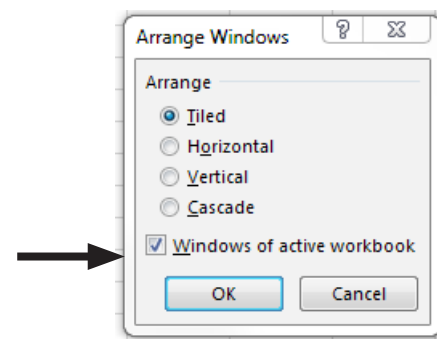 Arrange Windows ?
Arrange
Tiled
Horizontal
Vertical
Cascade
Windows of active workbook
OK Cancel